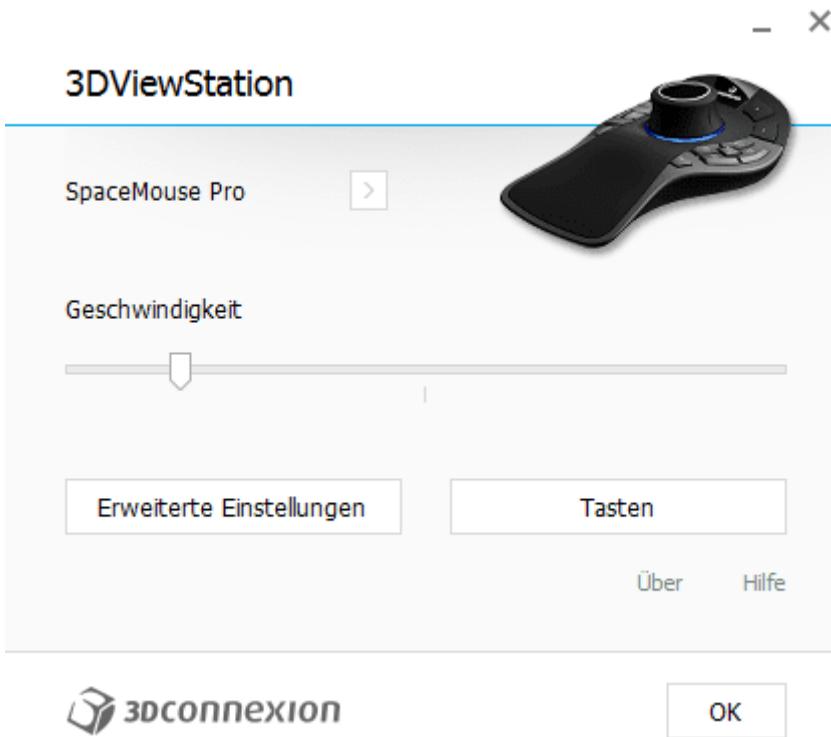 3DViewStation
SpaceMouse Pro
Geschwindigkeit
Erweiterte Einstellungen
Tasten
Über
Hilfe
3Dconnexion
OK